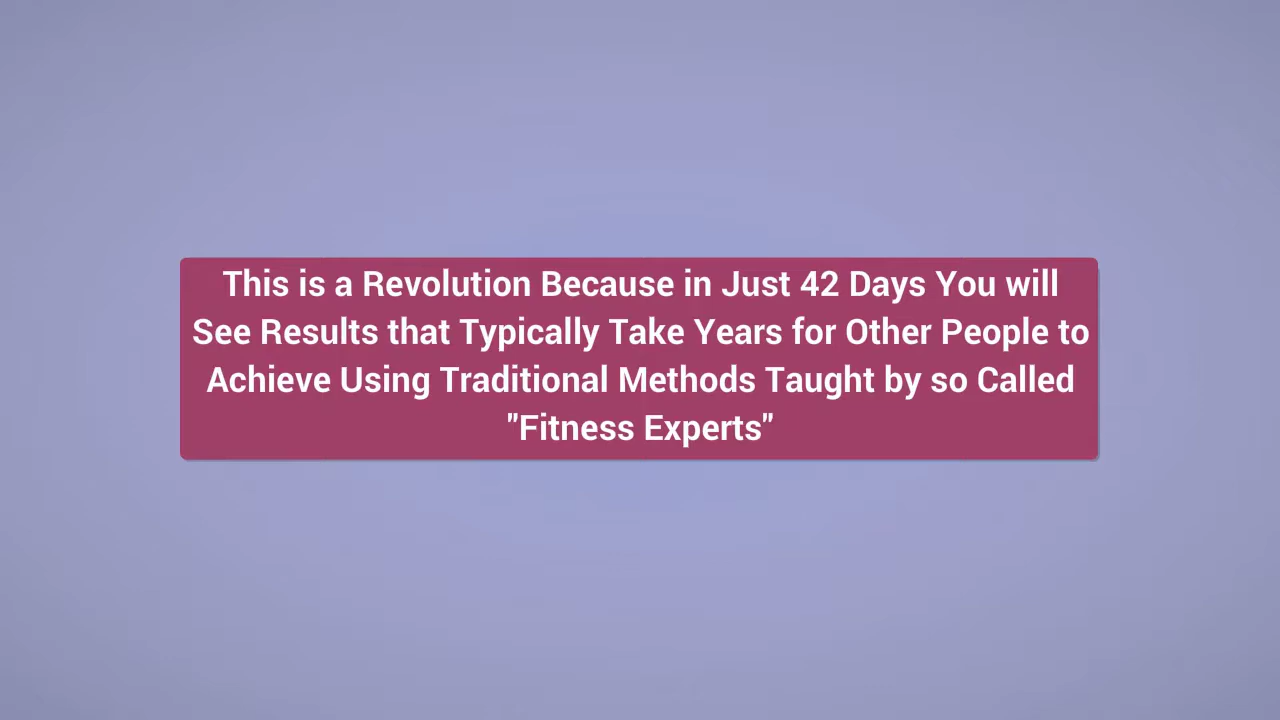 This is a Revolution Because in Just 42 Days You will
See Results that Typically Take Years for Other People to
Achieve Using Traditional Methods Taught by so Called
"Fitness Experts"